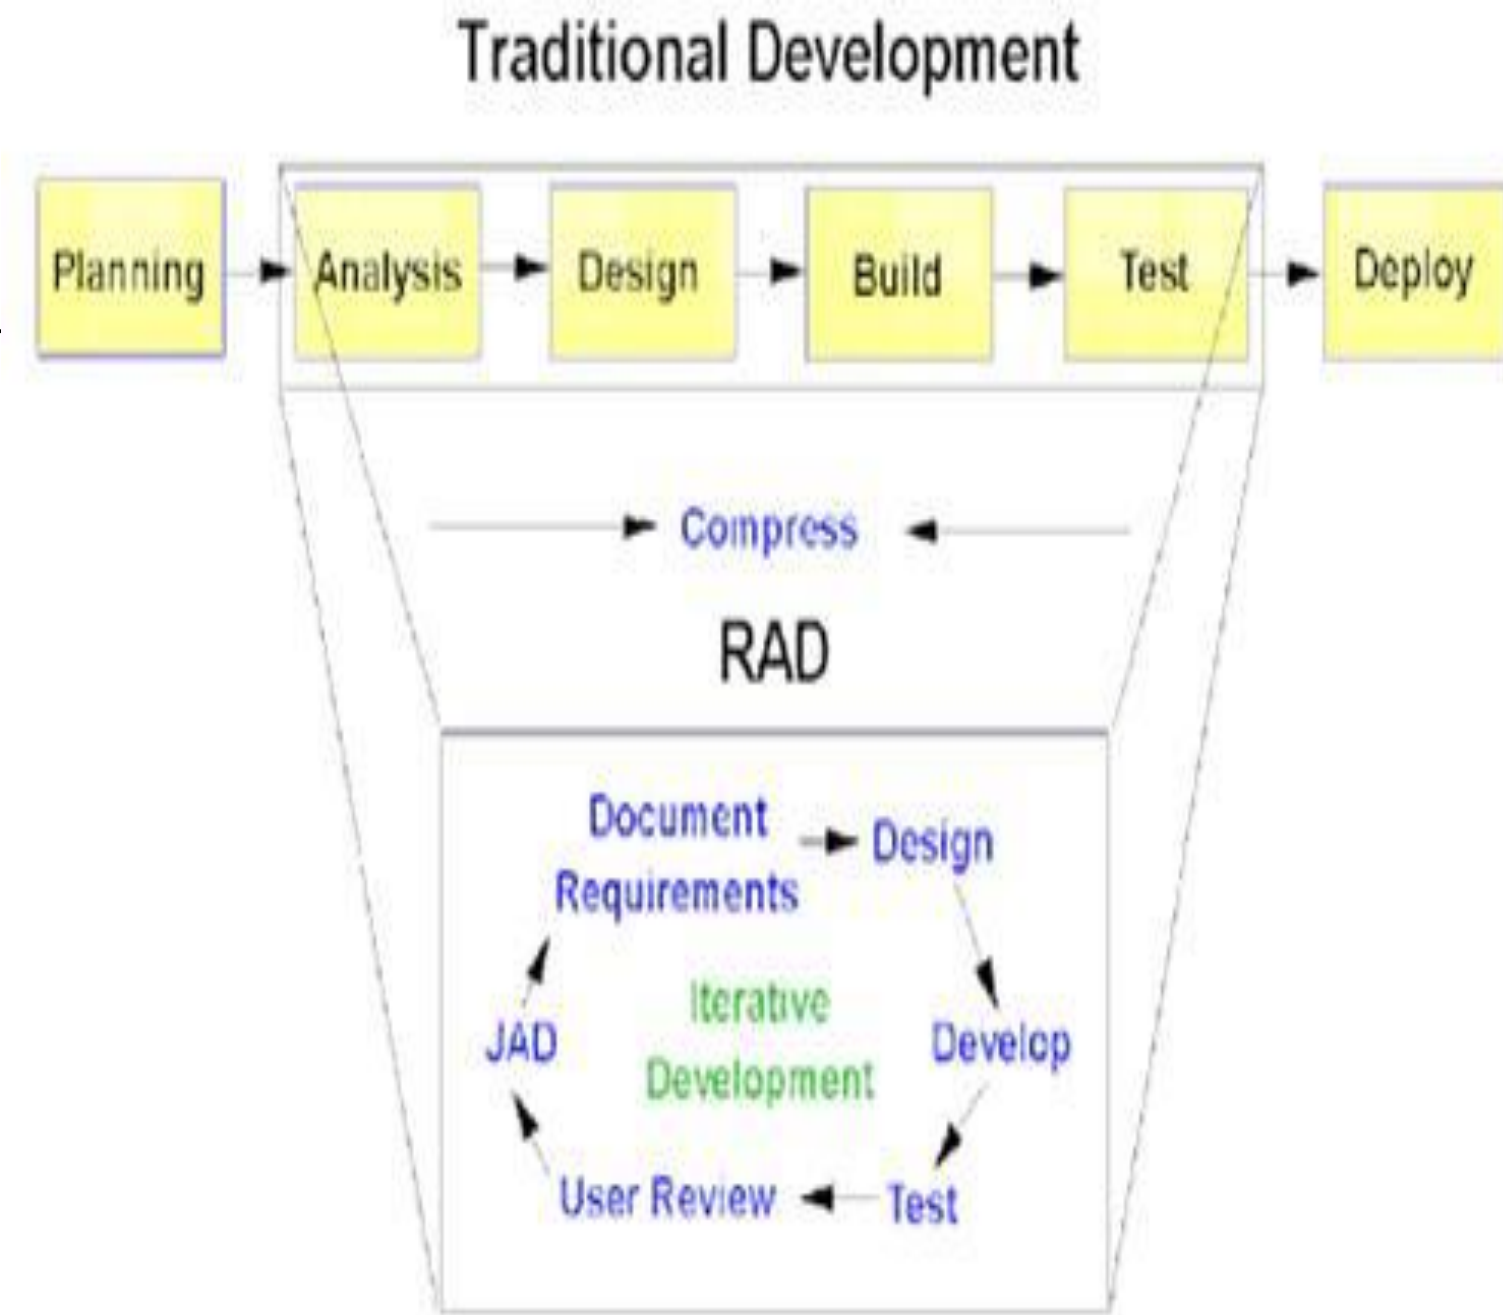 Traditional Development
Planning
Analysis
Design
Build
Test
Deploy
Compress
RAD
Document
Requirements
Design
Iterative
Development
JAD
Develop
User Review
Test